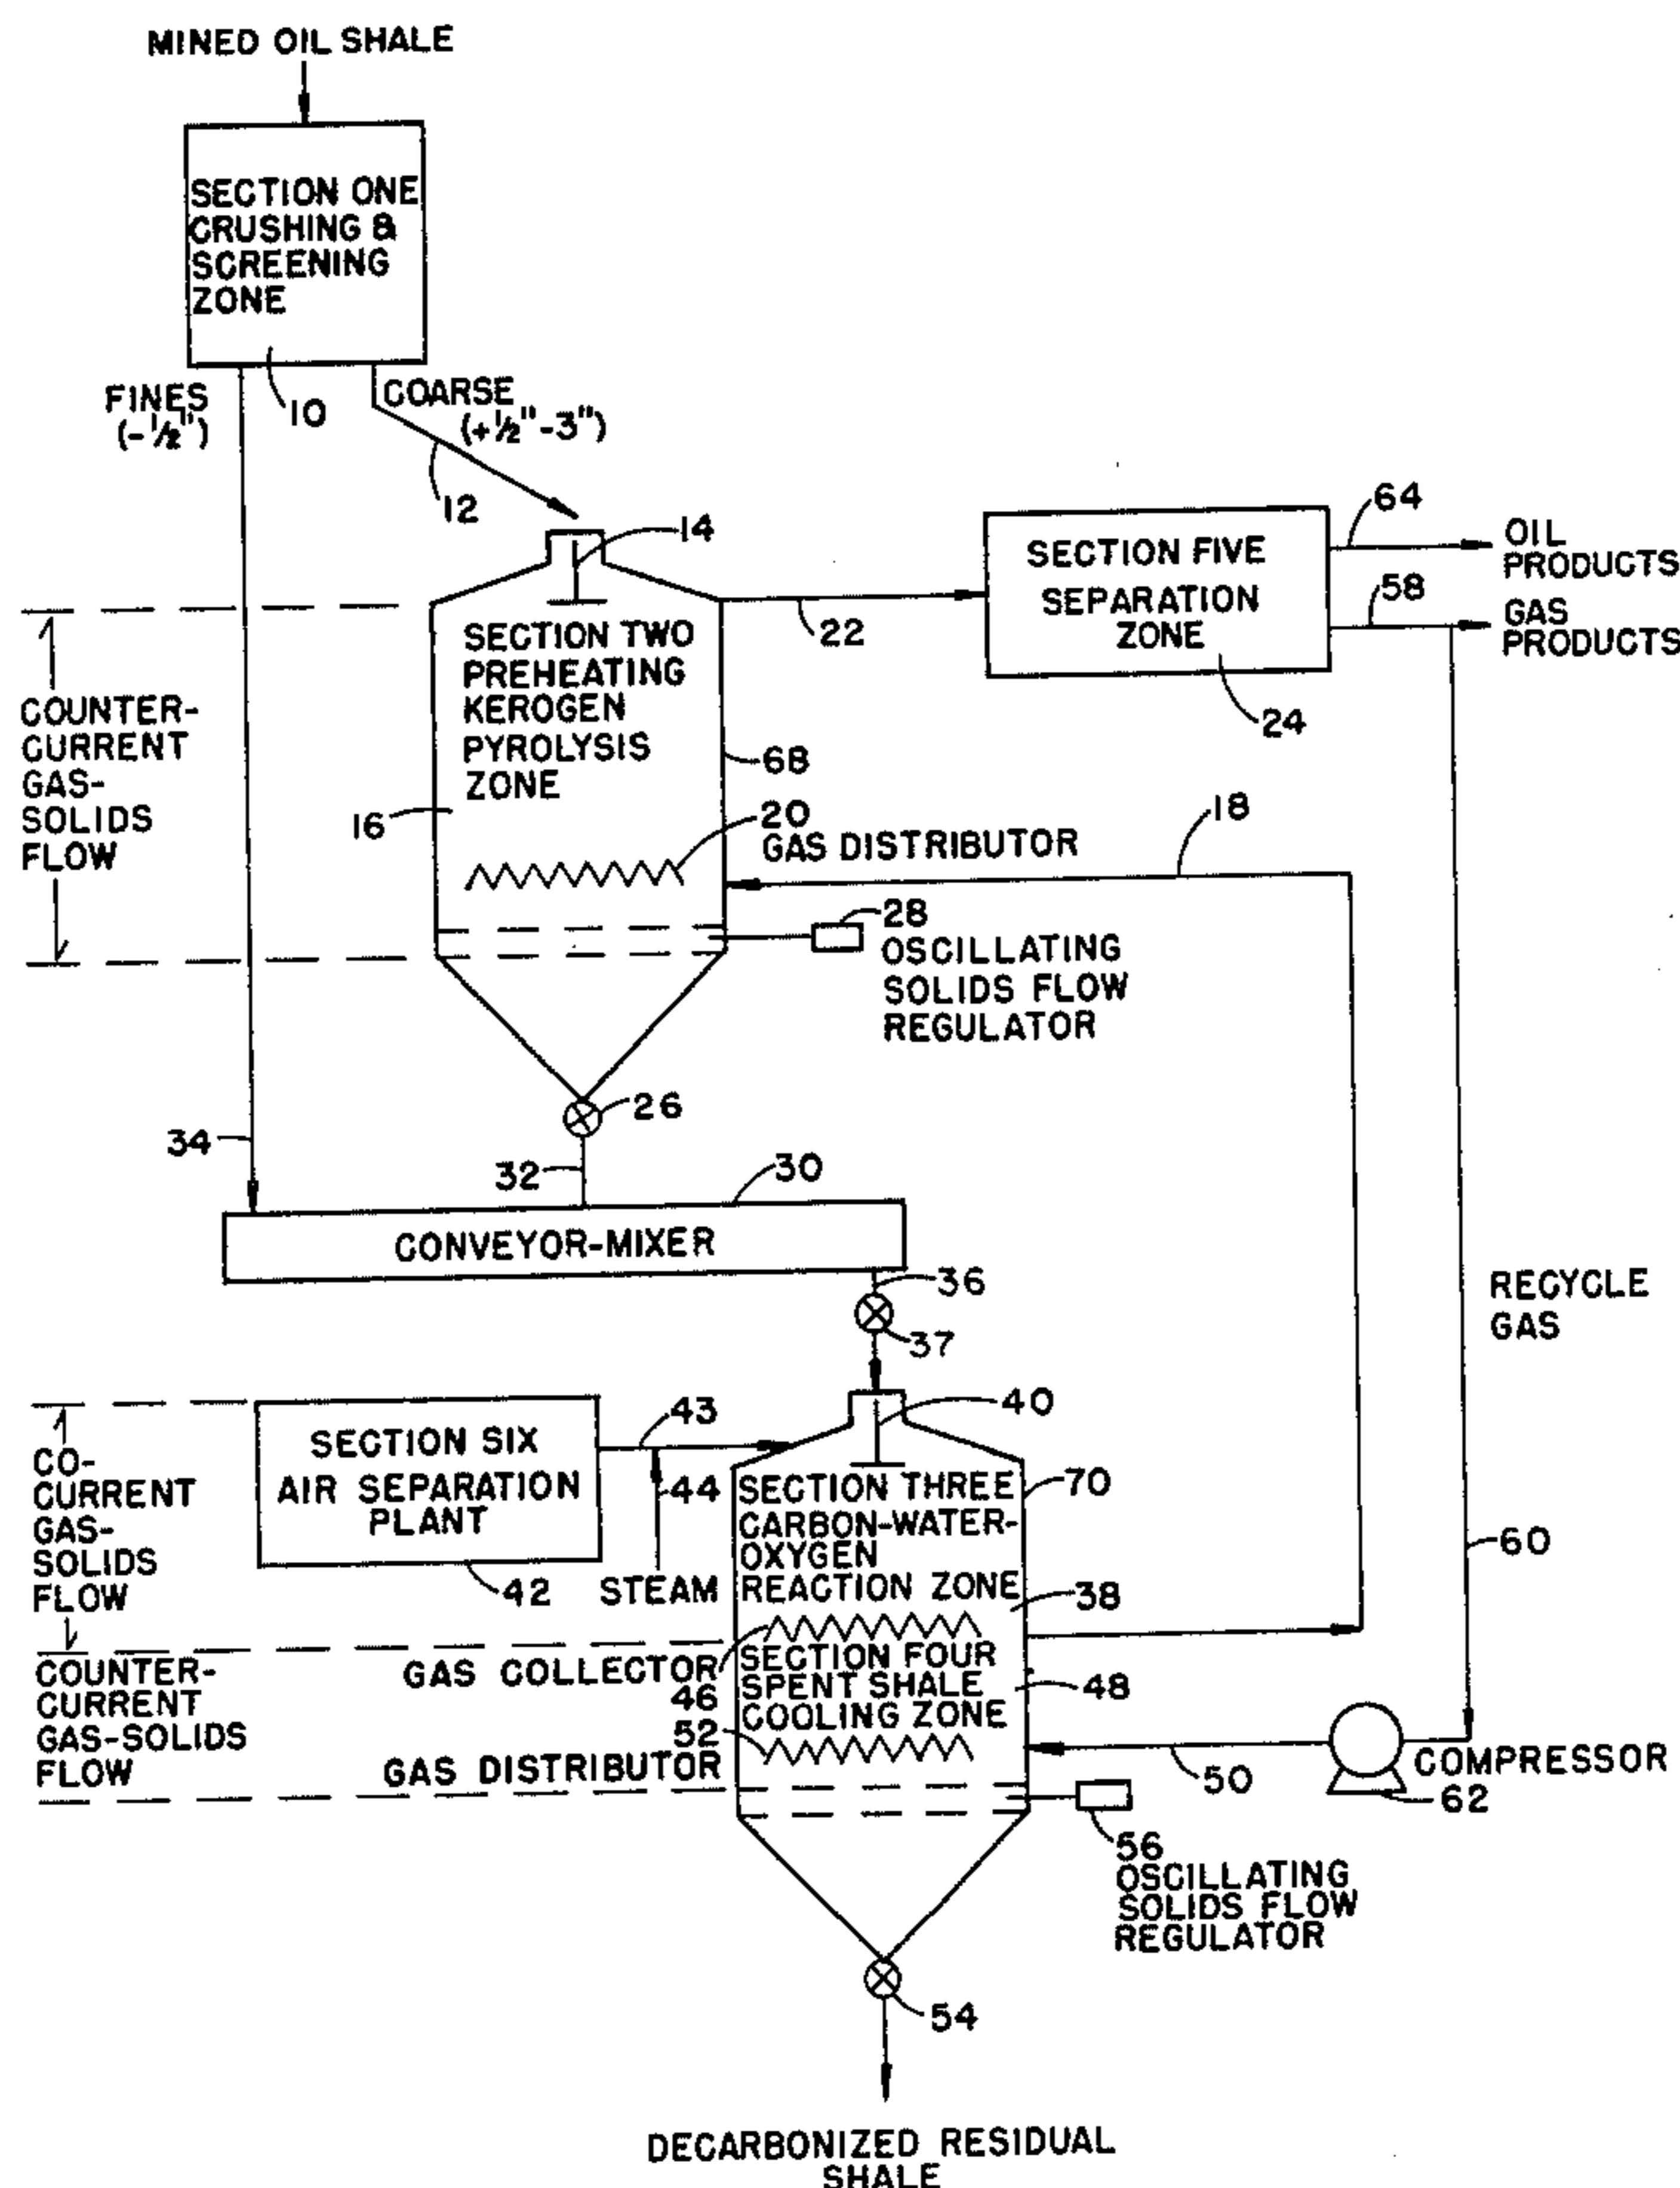 MINED OIL SHALE
SECTION ONE
CRUSHING &
SCREENING
ZONE
10
FINES
(-1/2")
COARSE
(+1/2"-3")
12
14
SECTION TWO
PREHEATING
KEROGEN
PYROLYSIS
ZONE
16
68
22
SECTION FIVE
SEPARATION
ZONE
24
64
OIL
PRODUCTS
58
GAS
PRODUCTS
COUNTER-
CURRENT
GAS-
SOLIDS
FLOW
20
GAS DISTRIBUTOR
18
28
OSCILLATING
SOLIDS FLOW
REGULATOR
26
34
32
30
CONVEYOR-MIXER
36
37
RECYCLE
GAS
40
43
SECTION SIX
AIR SEPARATION
PLANT
42
44
STEAM
CO-
CURRENT
GAS-
SOLIDS
FLOW
SECTION THREE
CARBON-WATER-
OXYGEN
REACTION ZONE
70
38
60
GAS COLLECTOR
46
SECTION FOUR
SPENT SHALE
COOLING ZONE
48
52
GAS DISTRIBUTOR
COUNTER-
CURRENT
GAS-SOLIDS
FLOW
50
COMPRESSOR
62
56
OSCILLATING
SOLIDS FLOW
REGULATOR
54
DECARBONIZED RESIDUAL
SHALE